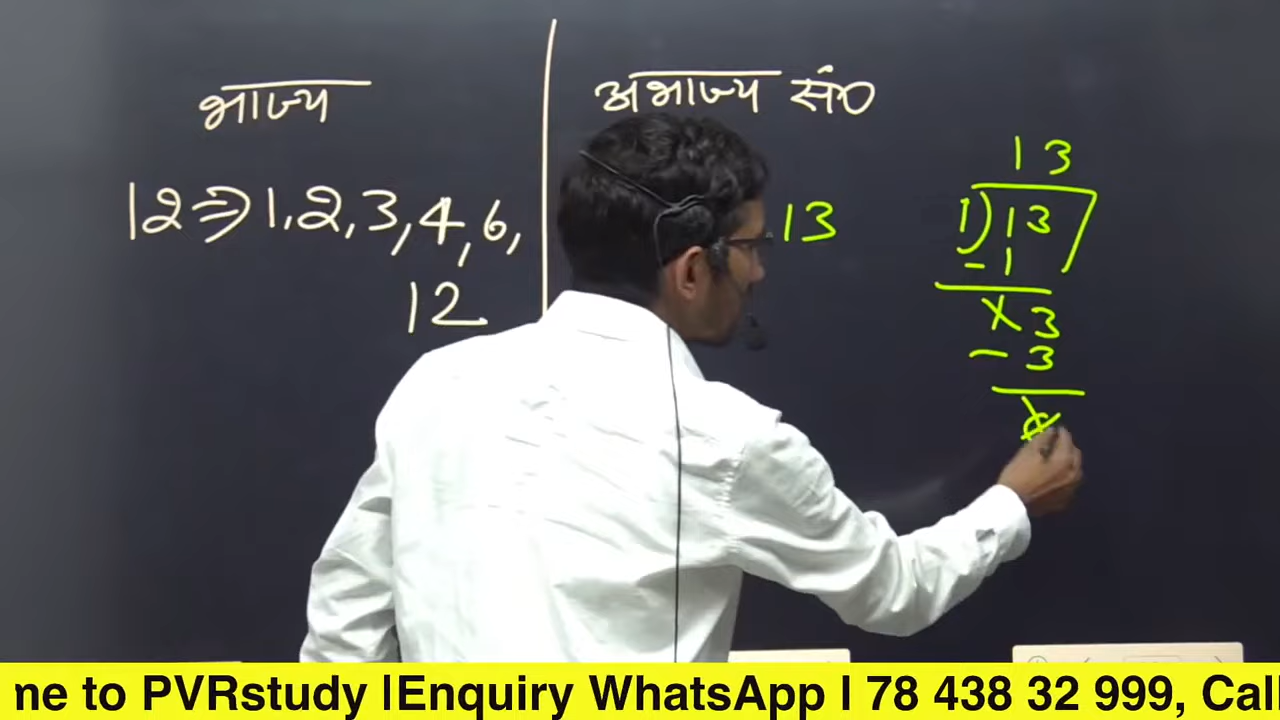 भाज्य
12 ⇒ 1, 2, 3, 4, 6,
12
अभाज्य सं०
13
13
1) 13
- 1
x 3
- 3
x
ne to PVRstudy |Enquiry WhatsApp I 78 438 32 999, Call